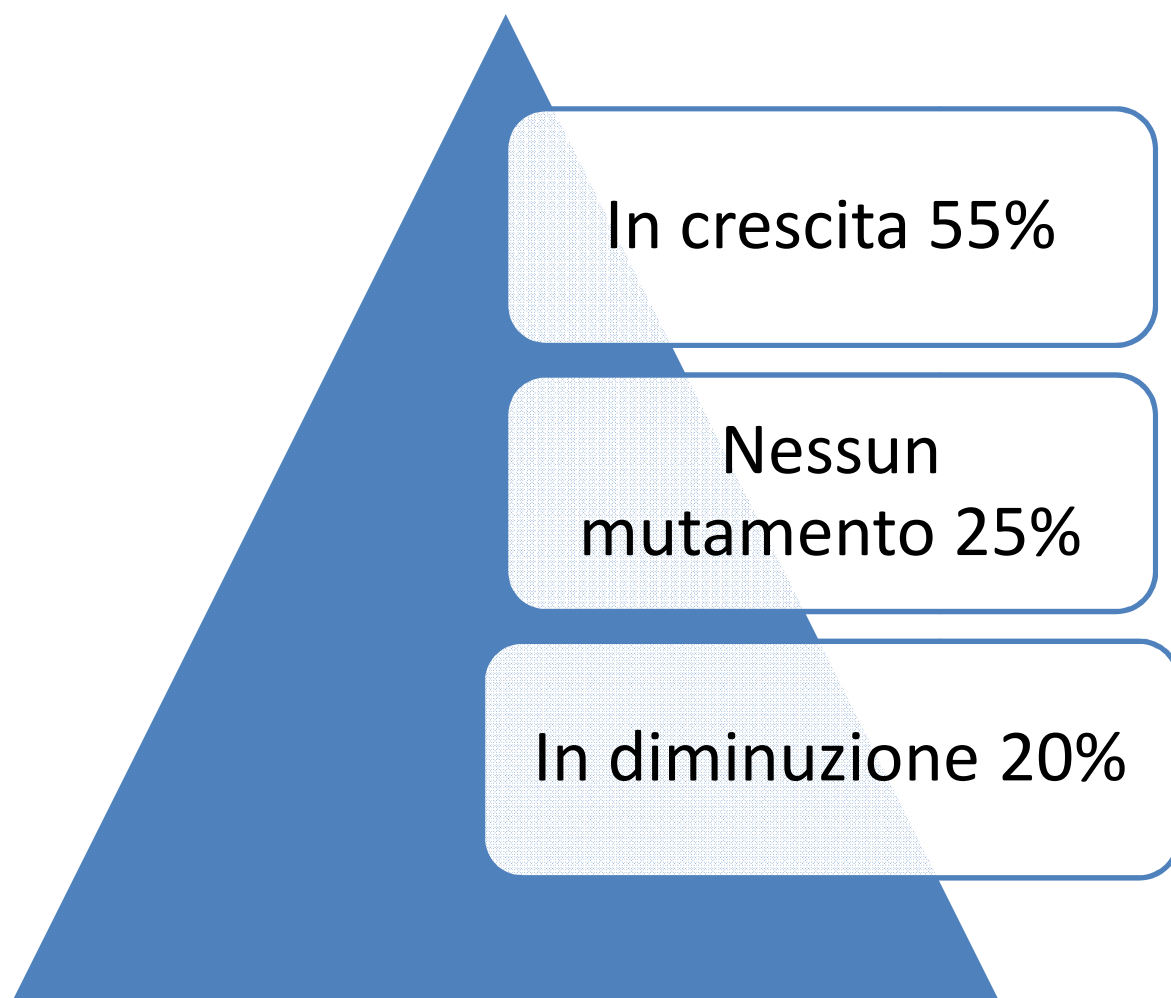 In crescita 55%
Nessun
mutamento 25%
In diminuzione 20%